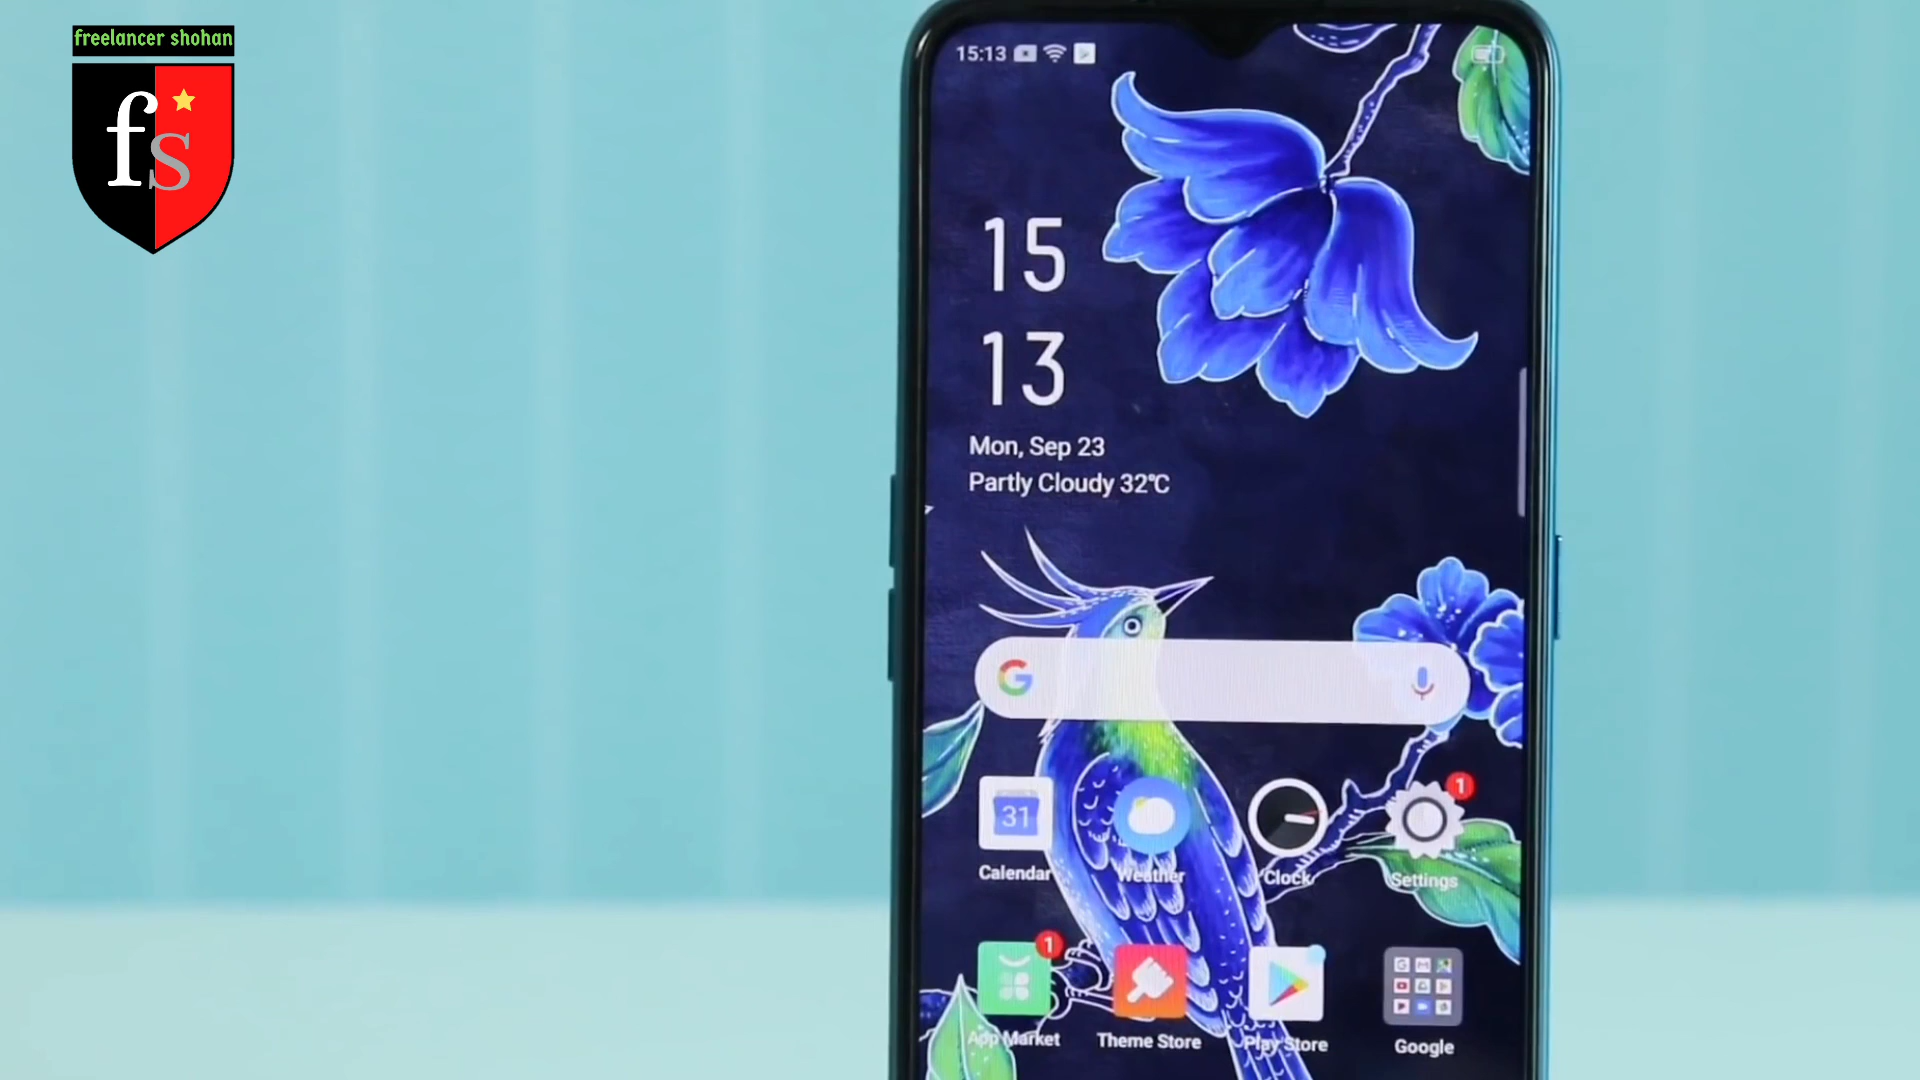 freelancer shohan
fs
15:13
15
13
Mon, Sep 23
Partly Cloudy 32°C
G
31
1
Calendar
Weather
Clock
Settings
1
App Market
Theme Store
Play Store
Google